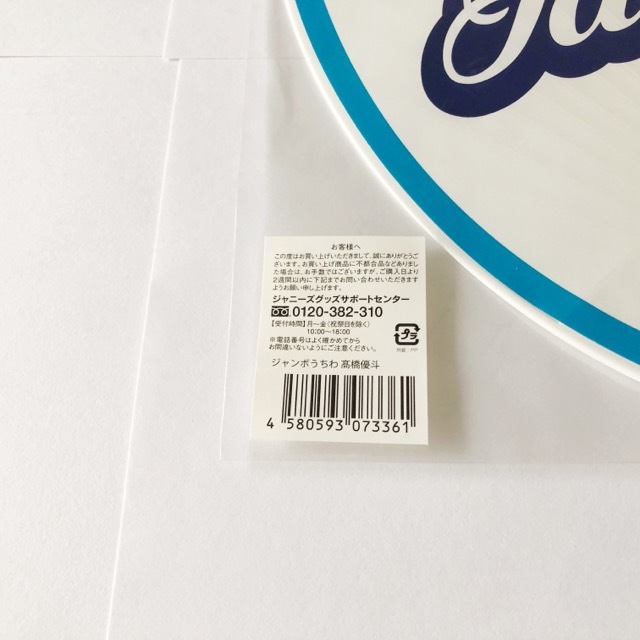 お客様へ
この度はお買い上げいただきまして、誠にありがとうございます。お買い上げ商品に不都合品などありました場合は、お手数ではございますが、ご購入日より2週間以内に下記までお問い合わせいただきますようお願い申し上げます。
ジャニーズグッズサポートセンター
0120-382-310
【受付時間】月〜金(祝祭日を除く)
10:00〜18:00
※電話番号はよく確かめてから
お間違いないようにご注意ください。
プラ
ジャンボうちわ 髙橋優斗
4 580593 073361